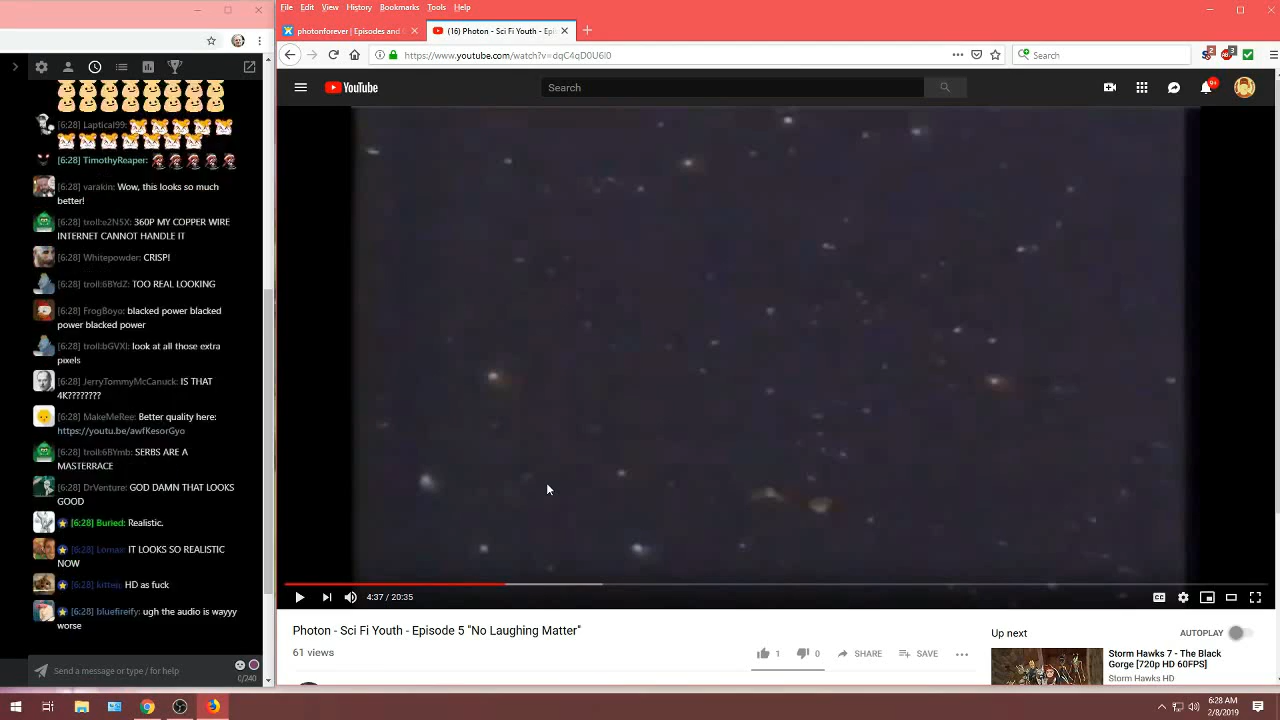 File Edit View History Bookmarks Tools Help
photonforever | Episodes and
(16) Photon - Sci Fi Youth - Epi
https://www.youtube.com/watch?v=dqC4qD0U6I0
Search
2
3
YouTube
Search
9+
[6:28] Laptical99:
[6:28] TimothyReaper:
[6:28] varakin: Wow, this looks so much
better!
[6:28] troll:e2NSX: 360P MY COPPER WIRE
INTERNET CANNOT HANDLE IT
[6:28] Whitepowder: CRISP!
[6:28] troll:6BYdZ: TOO REAL LOOKING
[6:28] FrogBoyo: blacked power blacked
power blacked power
[6:28] troll:bGVXI: look at all those extra
pixels
[6:28] JerryTommyMcCanuck: IS THAT
4K????????
[6:28] MakeMeRee: Better quality here:
https://youtu.be/awfKesorGyo
[6:28] troll:6BYmb: SERBS ARE A
MASTERRACE
[6:28] DrVenture: GOD DAMN THAT LOOKS
GOOD
[6:28] Buried: Realistic.
[6:28] Lomax: IT LOOKS SO REALISTIC
NOW
[6:28] kitten: HD as fuck
[6:28] bluefireify: ugh the audio is wayyy
worse
Send a message or type / for help
0/240
4:37 / 20:35
CC
Photon - Sci Fi Youth - Episode 5 "No Laughing Matter"
61 views
1
0
SHARE
SAVE
Up next
AUTOPLAY
Storm Hawks 7 - The Black
Gorge [720p HD 60FPS]
Storm Hawks HD
6:28 AM
2/8/2019